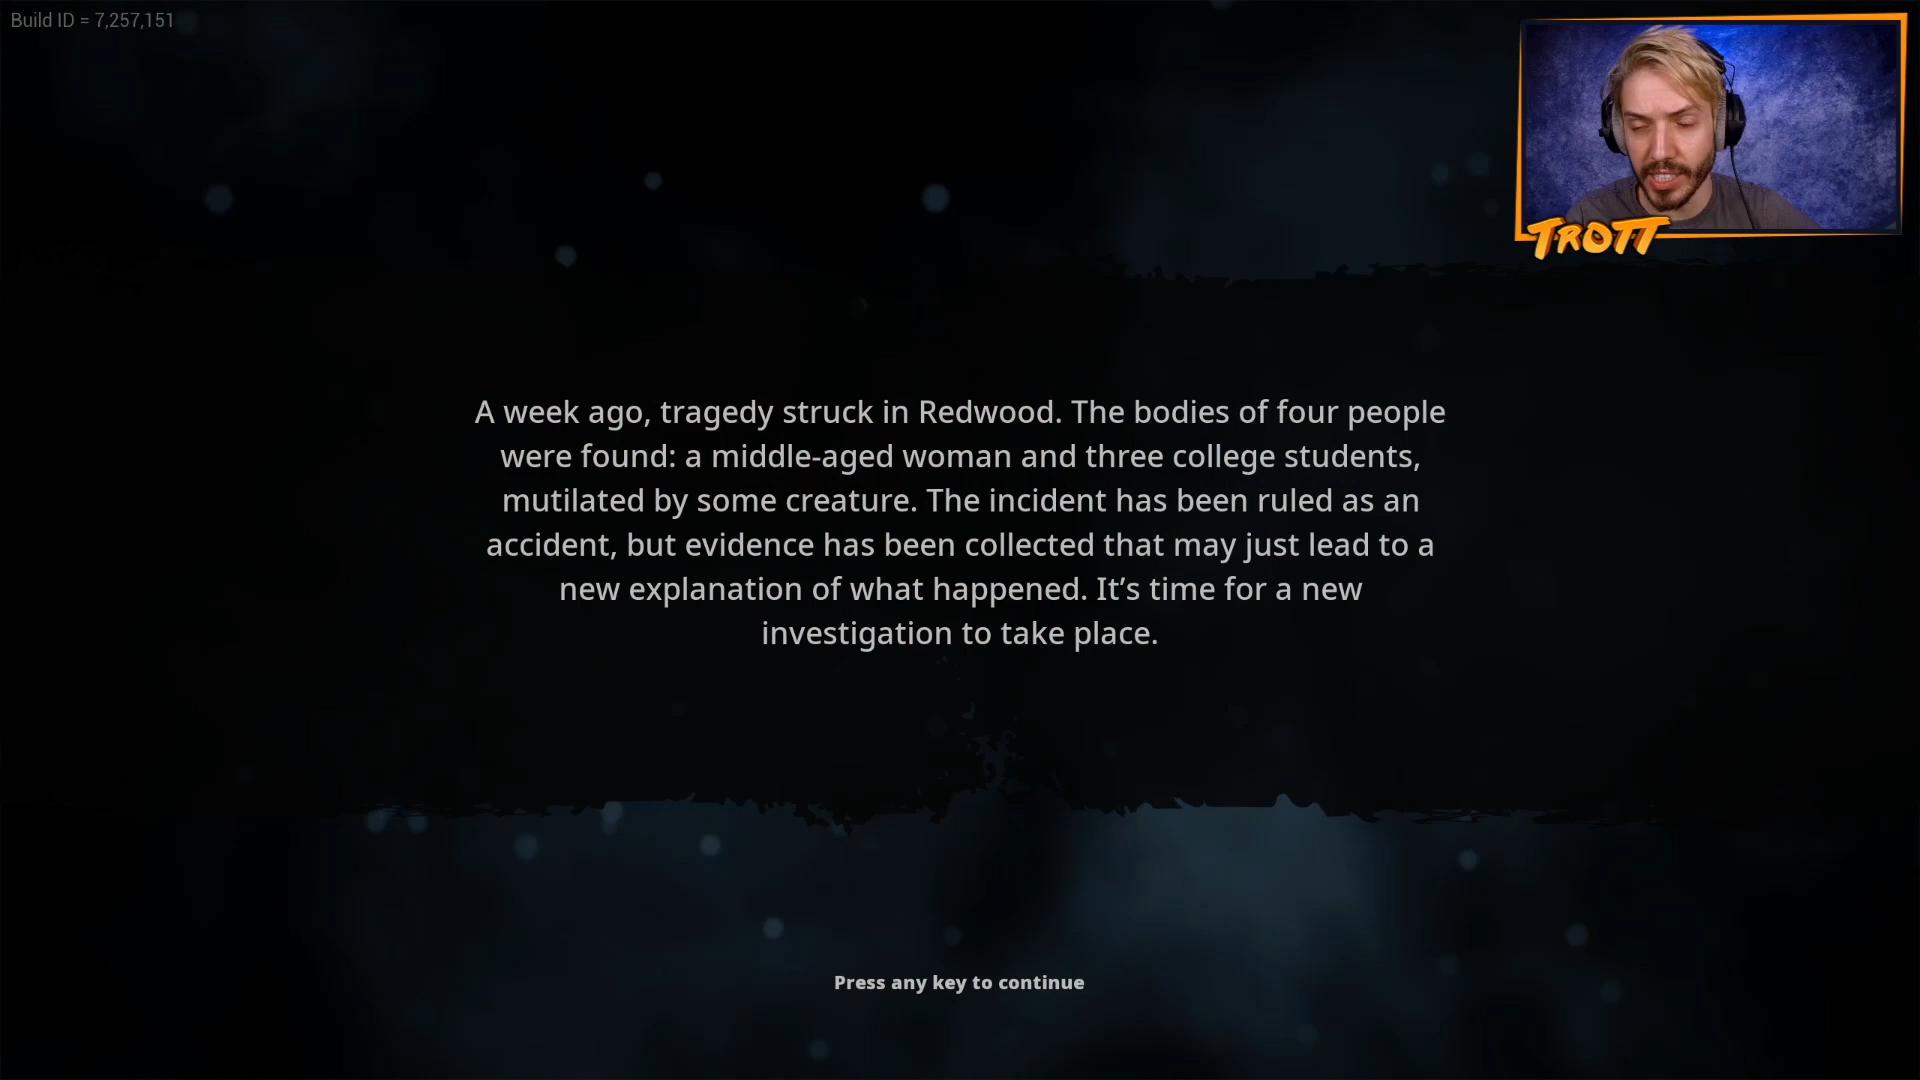 Build ID = 7,257,151
TROTT
A week ago, tragedy struck in Redwood. The bodies of four people
were found: a middle-aged woman and three college students,
mutilated by some creature. The incident has been ruled as an
accident, but evidence has been collected that may just lead to a
new explanation of what happened. It’s time for a new
investigation to take place.
Press any key to continue